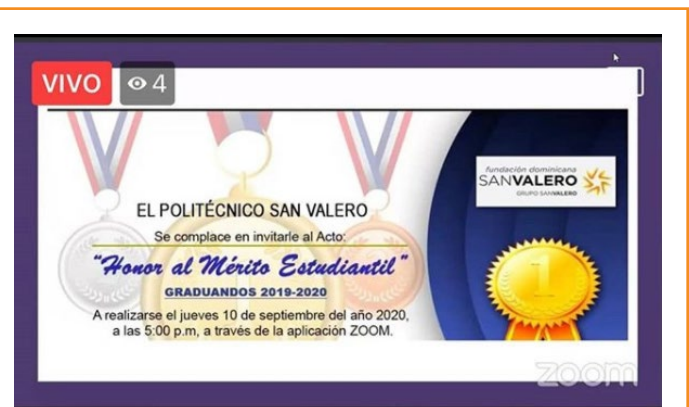 VIVO 4
fundación dominicana
SANVALERO
GRUPO SANVALERO
EL POLITÉCNICO SAN VALERO
Se complace en invitarle al Acto:
"Honor al Mérito Estudiantil"
GRADUANDOS 2019-2020
A realizarse el jueves 10 de septiembre del año 2020,
a las 5:00 p.m, a través de la aplicación ZOOM.
1
zoom